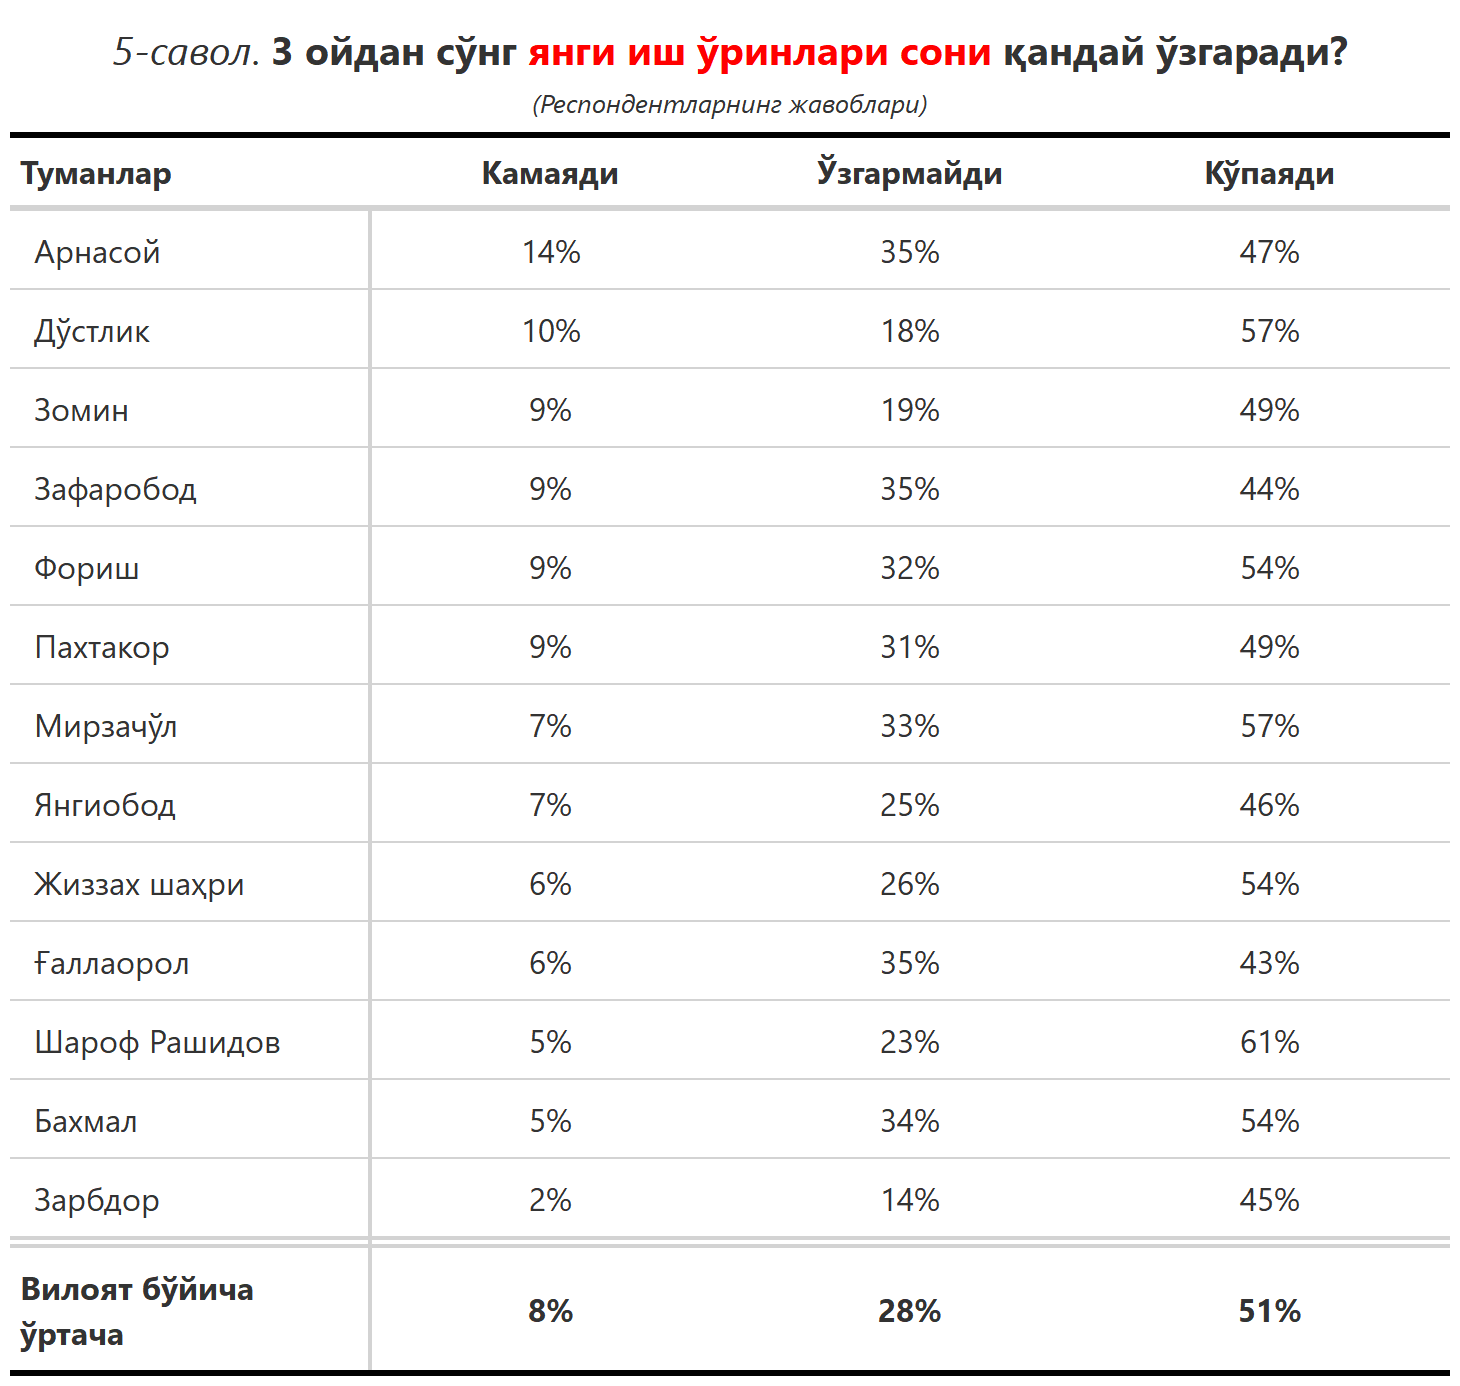 5-савол. 3 ойдан сўнг янги иш ўринлари сони қандай ўзгаради?
(Респондентларнинг жавоблари)
Туманлар Камаяди Ўзгармайди Кўпаяди
Арнасой 14% 35% 47%
Дўстлик 10% 18% 57%
Зомин 9% 19% 49%
Зафаробод 9% 35% 44%
Фориш 9% 32% 54%
Пахтакор 9% 31% 49%
Мирзачўл 7% 33% 57%
Янгиобод 7% 25% 46%
Жиззах шаҳри 6% 26% 54%
Ғаллаорол 6% 35% 43%
Шароф Рашидов 5% 23% 61%
Бахмал 5% 34% 54%
Зарбдор 2% 14% 45%
Вилоят бўйича
ўртача 8% 28% 51%